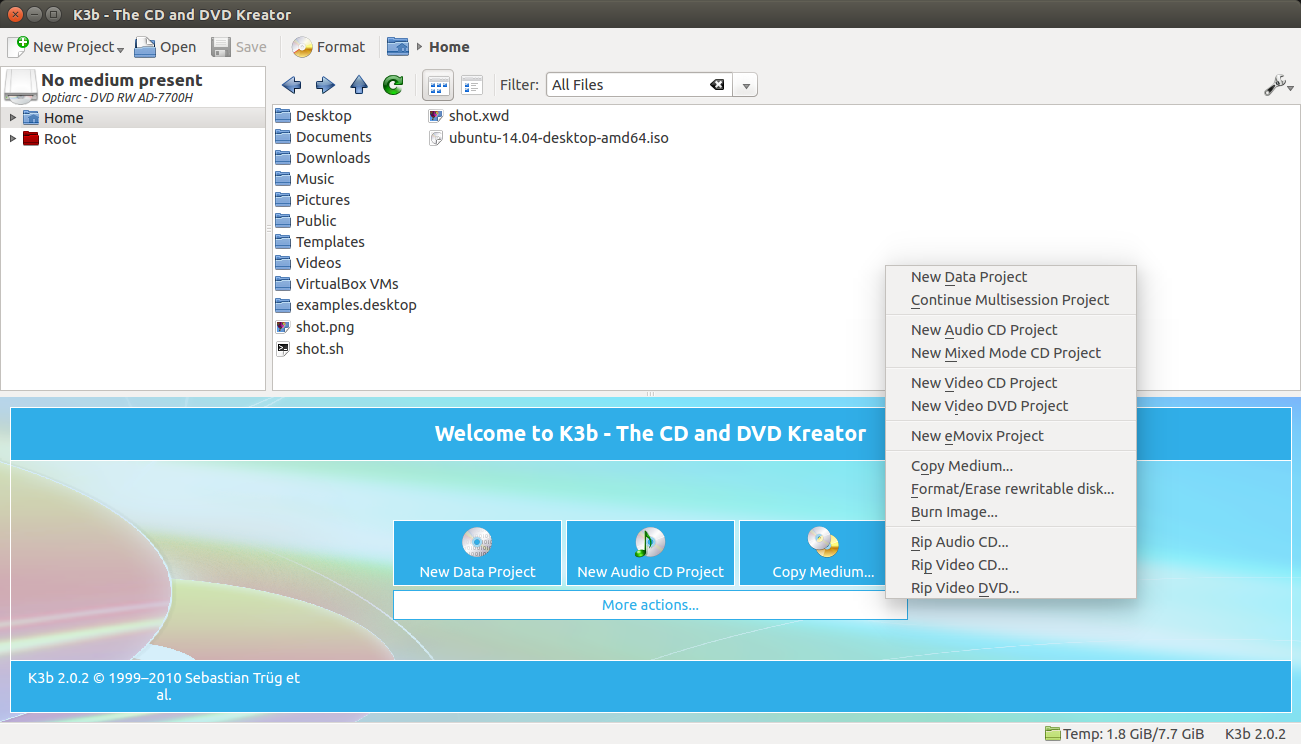 K3b - The CD and DVD Kreator
New Project Open Save Format Home
No medium present
Optiarc - DVD RW AD-7700H
Home
Root
Filter: All Files
Desktop
Documents
Downloads
Music
Pictures
Public
Templates
Videos
VirtualBox VMs
examples.desktop
shot.png
shot.sh
shot.xwd
ubuntu-14.04-desktop-amd64.iso
New Data Project
Continue Multisession Project
New Audio CD Project
New Mixed Mode CD Project
New Video CD Project
New Video DVD Project
New eMovix Project
Copy Medium...
Format/Erase rewritable disk...
Burn Image...
Rip Audio CD...
Rip Video CD...
Rip Video DVD...
Welcome to K3b - The CD and DVD Kreator
New Data Project
New Audio CD Project
Copy Medium...
More actions...
K3b 2.0.2 © 1999–2010 Sebastian Trüg et
al.
Temp: 1.8 GiB/7.7 GiB K3b 2.0.2